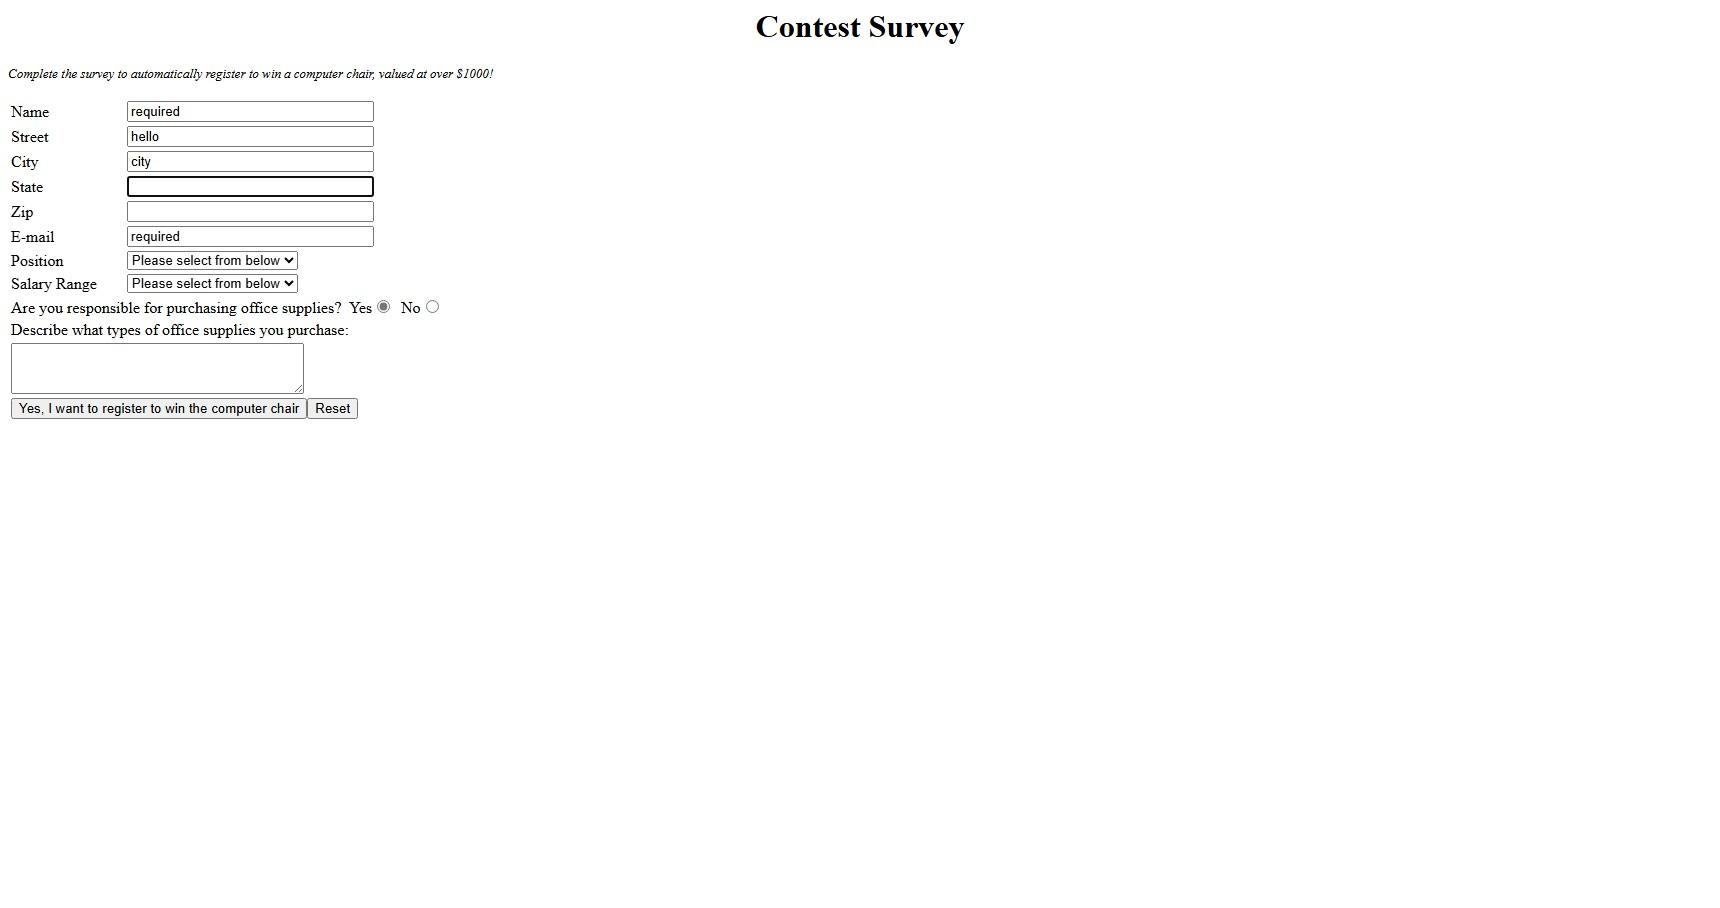 Contest Survey
Complete the survey to automatically register to win a computer chair, valued at over $1000!
Name required
Street hello
City city
State
Zip
E-mail required
Position Please select from below
Salary Range Please select from below
Are you responsible for purchasing office supplies? Yes No
Describe what types of office supplies you purchase:
Yes, I want to register to win the computer chair Reset